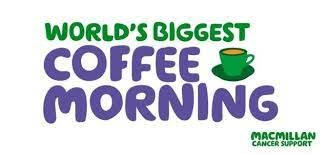 WORLD'S BIGGEST
COFFEE
MORNING
MACMILLAN
CANCER SUPPORT